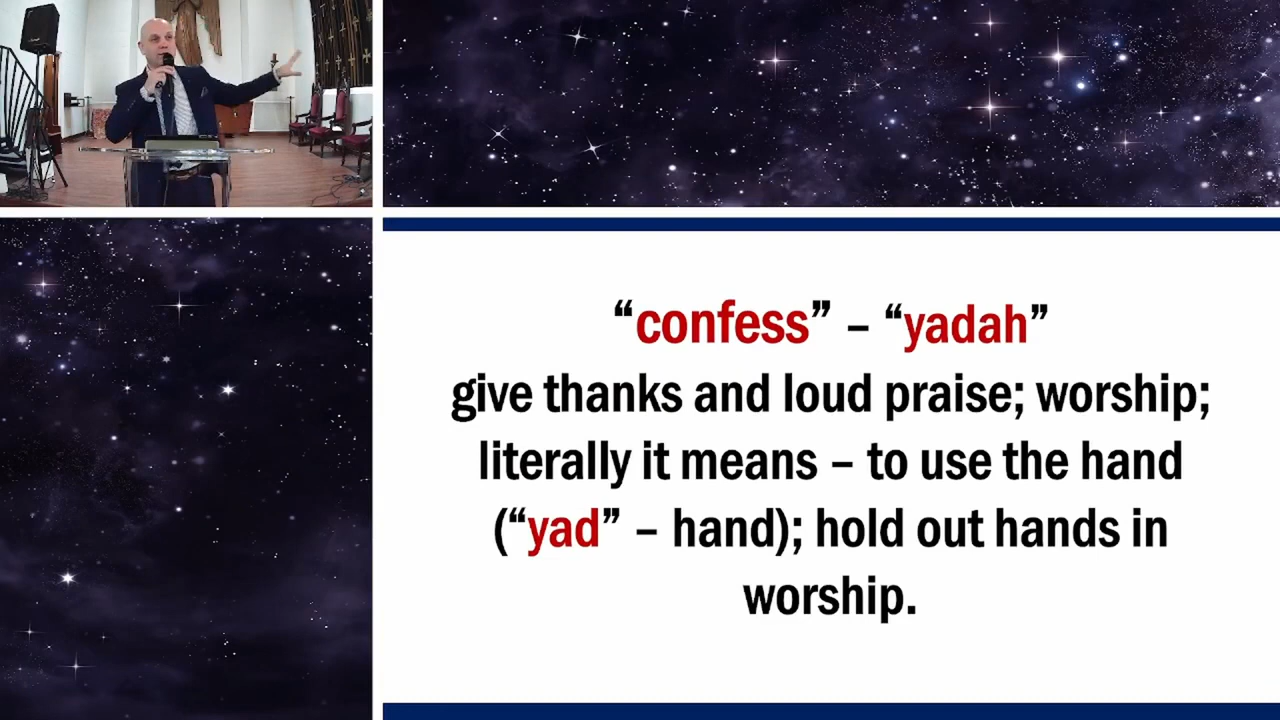 “confess” – “yadah”
give thanks and loud praise; worship;
literally it means – to use the hand
(“yad” – hand); hold out hands in
worship.